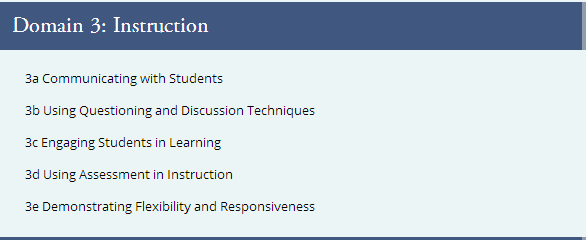 Domain 3: Instruction
3a Communicating with Students
3b Using Questioning and Discussion Techniques
3c Engaging Students in Learning
3d Using Assessment in Instruction
3e Demonstrating Flexibility and Responsiveness